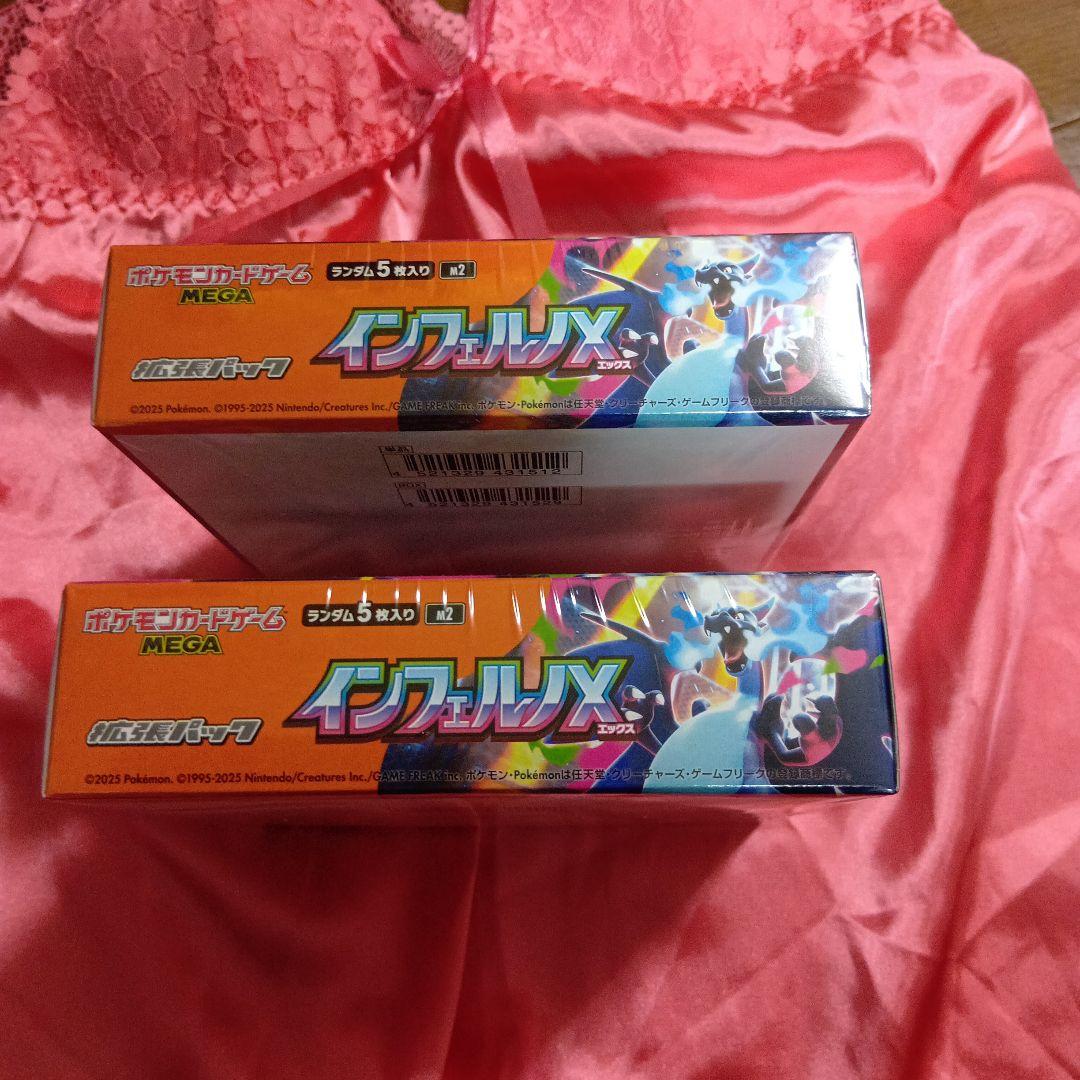 ポケモンカードゲーム
MEGA
ランダム5枚入り M2
インフェルノX
エックス
拡張パック
©2025 Pokémon. ©1995-2025 Nintendo/Creatures Inc./GAME FREAK inc. ポケモン・Pokémonは任天堂・クリーチャーズ・ゲームフリークの登録商標です。
4 521329 431512
BOX
4 521329 431529
ポケモンカードゲーム
MEGA
ランダム5枚入り M2
インフェルノX
エックス
拡張パック
©2025 Pokémon. ©1995-2025 Nintendo/Creatures Inc./GAME FREAK inc. ポケモン・Pokémonは任天堂・クリーチャーズ・ゲームフリークの登録商標です。